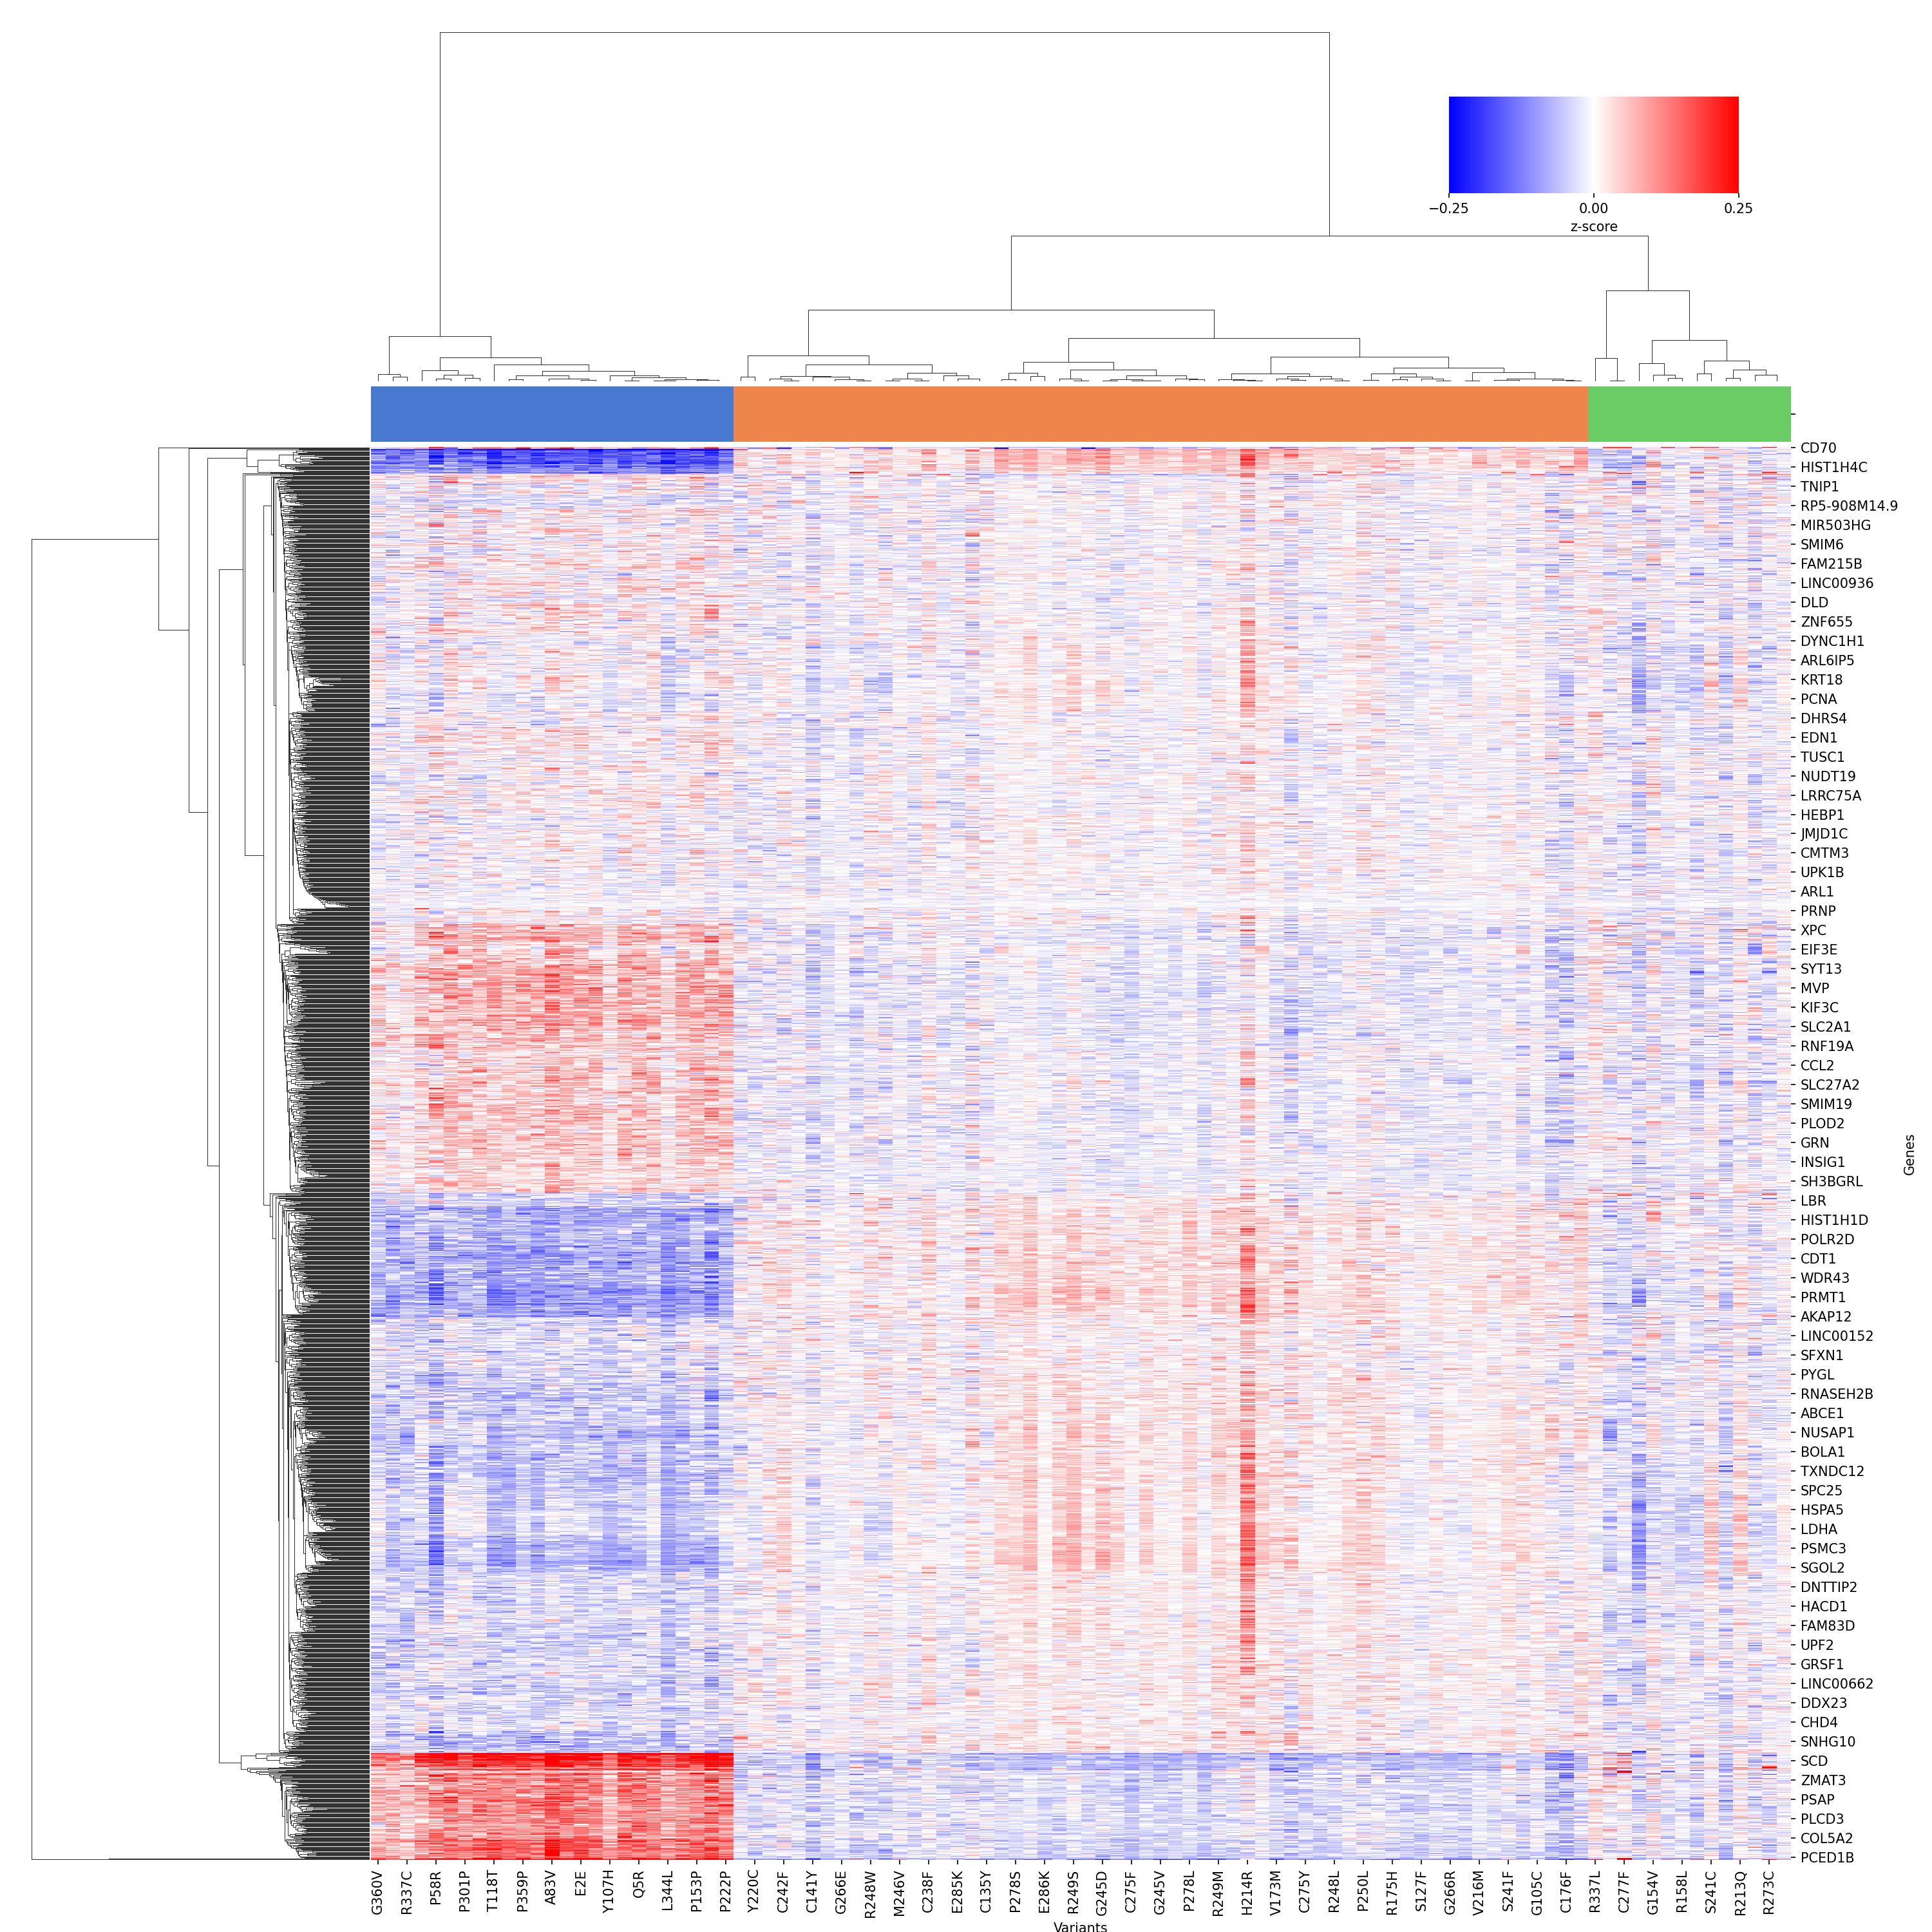 −0.25 0.00 0.25
z-score
CD70
HIST1H4C
TNIP1
RP5-908M14.9
MIR503HG
SMIM6
FAM215B
LINC00936
DLD
ZNF655
DYNC1H1
ARL6IP5
KRT18
PCNA
DHRS4
EDN1
TUSC1
NUDT19
LRRC75A
HEBP1
JMJD1C
CMTM3
UPK1B
ARL1
PRNP
XPC
EIF3E
SYT13
MVP
KIF3C
SLC2A1
RNF19A
CCL2
SLC27A2
SMIM19
PLOD2
GRN
INSIG1
SH3BGRL
LBR
HIST1H1D
POLR2D
CDT1
WDR43
PRMT1
AKAP12
LINC00152
SFXN1
PYGL
RNASEH2B
ABCE1
NUSAP1
BOLA1
TXNDC12
SPC25
HSPA5
LDHA
PSMC3
SGOL2
DNTTIP2
HACD1
FAM83D
UPF2
GRSF1
LINC00662
DDX23
CHD4
SNHG10
SCD
ZMAT3
PSAP
PLCD3
COL5A2
PCED1B
Genes
G360V
R337C
P58R
P301P
T118T
P359P
A83V
E2E
Y107H
Q5R
L344L
P153P
P222P
Y220C
C242F
C141Y
G266E
R248W
M246V
C238F
E285K
C135Y
P278S
E286K
R249S
G245D
C275F
G245V
P278L
R249M
H214R
V173M
C275Y
R248L
P250L
R175H
S127F
G266R
V216M
S241F
G105C
C176F
R337L
C277F
G154V
R158L
S241C
R213Q
R273C
Variants